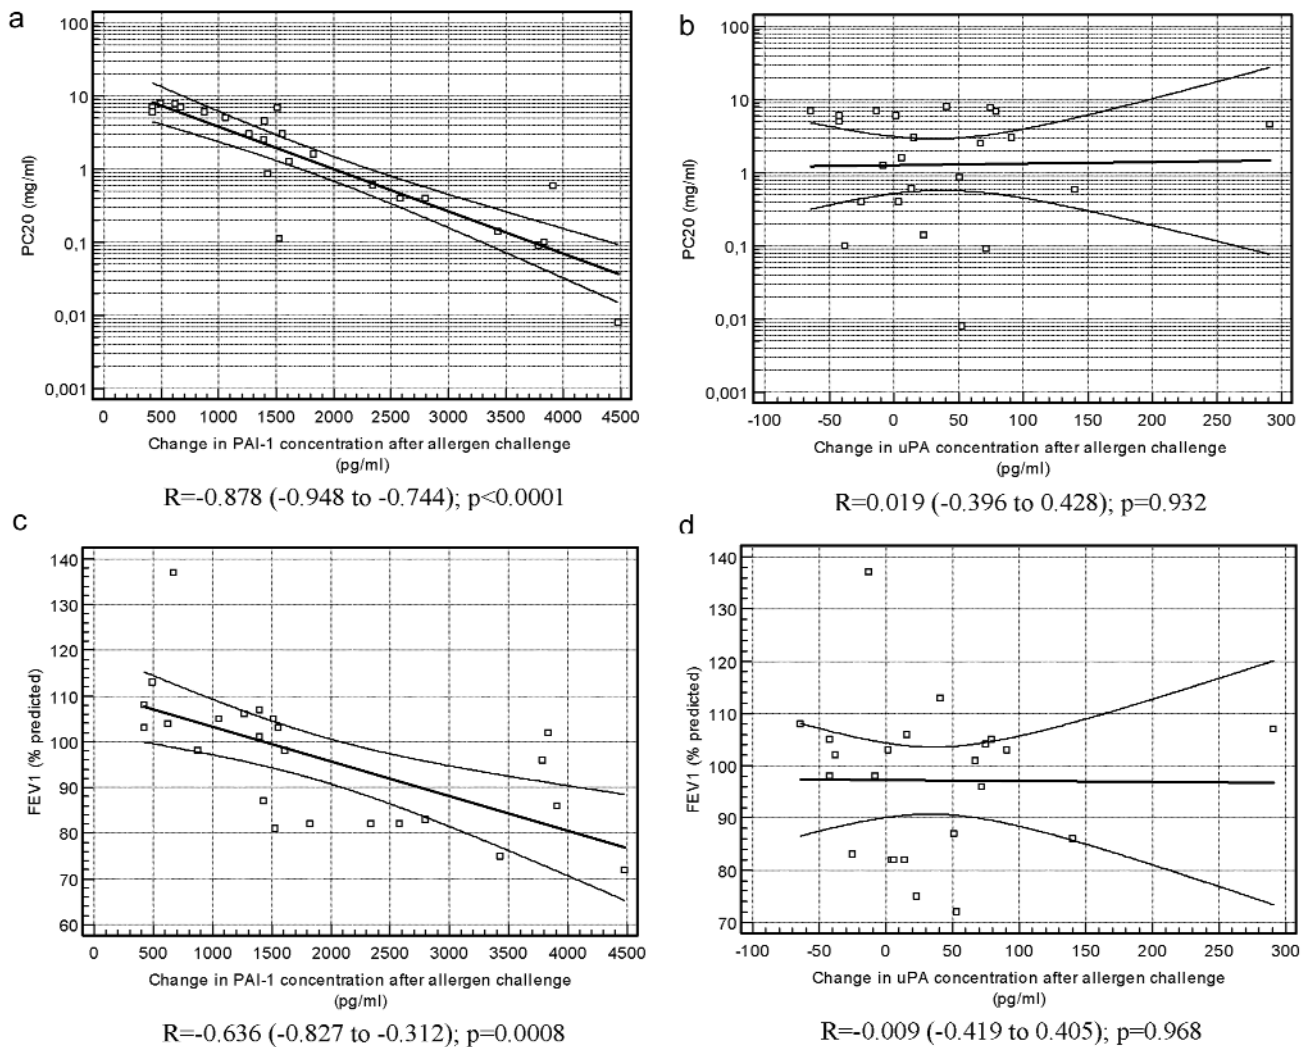 a
100
10
1
0,1
0,01
0,001
PC20 (mg/ml)
0 500 1000 1500 2000 2500 3000 3500 4000 4500
Change in PAI-1 concentration after allergen challenge
(pg/ml)
R=-0.878 (-0.948 to -0.744); p<0.0001
b
100
10
1
0,1
0,01
0,001
PC20 (mg/ml)
-100 -50 0 50 100 150 200 250 300
Change in uPA concentration after allergen challenge
(pg/ml)
R=0.019 (-0.396 to 0.428); p=0.932
c
140
130
120
110
100
90
80
70
60
FEV1 (% predicted)
0 500 1000 1500 2000 2500 3000 3500 4000 4500
Change in PAI-1 concentration after allergen challenge
(pg/ml)
R=-0.636 (-0.827 to -0.312); p=0.0008
d
140
130
120
110
100
90
80
70
FEV1 (% predicted)
-100 -50 0 50 100 150 200 250 300
Change in uPA concentration after allergen challenge
(pg/ml)
R=-0.009 (-0.419 to 0.405); p=0.968